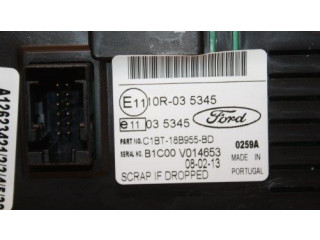 E11 10R-03 5345
e11 03 5345
Ford
PART NO. C1BT-18B955-BD
SERIAL NO. B1C00 V014653
0259A
08-02-13
MADE IN
PORTUGAL
SCRAP IF DROPPED